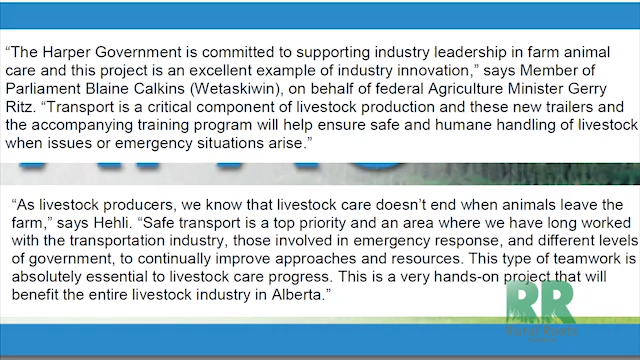 “The Harper Government is committed to supporting industry leadership in farm animal
care and this project is an excellent example of industry innovation,” says Member of
Parliament Blaine Calkins (Wetaskiwin), on behalf of federal Agriculture Minister Gerry
Ritz. “Transport is a critical component of livestock production and these new trailers and
the accompanying training program will help ensure safe and humane handling of livestock
when issues or emergency situations arise.”
“As livestock producers, we know that livestock care doesn’t end when animals leave the
farm,” says Hehli. “Safe transport is a top priority and an area where we have long worked
with the transportation industry, those involved in emergency response, and different levels
of government, to continually improve approaches and resources. This type of teamwork is
absolutely essential to livestock care progress. This is a very hands-on project that will
benefit the entire livestock industry in Alberta.”
RR
Rural Roots